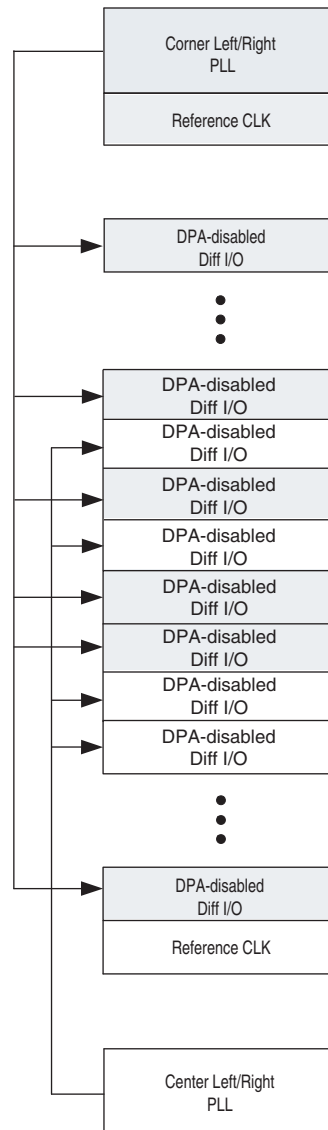 Corner Left/Right
PLL
Reference CLK
DPA-disabled
Diff I/O
DPA-disabled
Diff I/O
DPA-disabled
Diff I/O
DPA-disabled
Diff I/O
DPA-disabled
Diff I/O
DPA-disabled
Diff I/O
DPA-disabled
Diff I/O
DPA-disabled
Diff I/O
DPA-disabled
Diff I/O
DPA-disabled
Diff I/O
Reference CLK
Center Left/Right
PLL